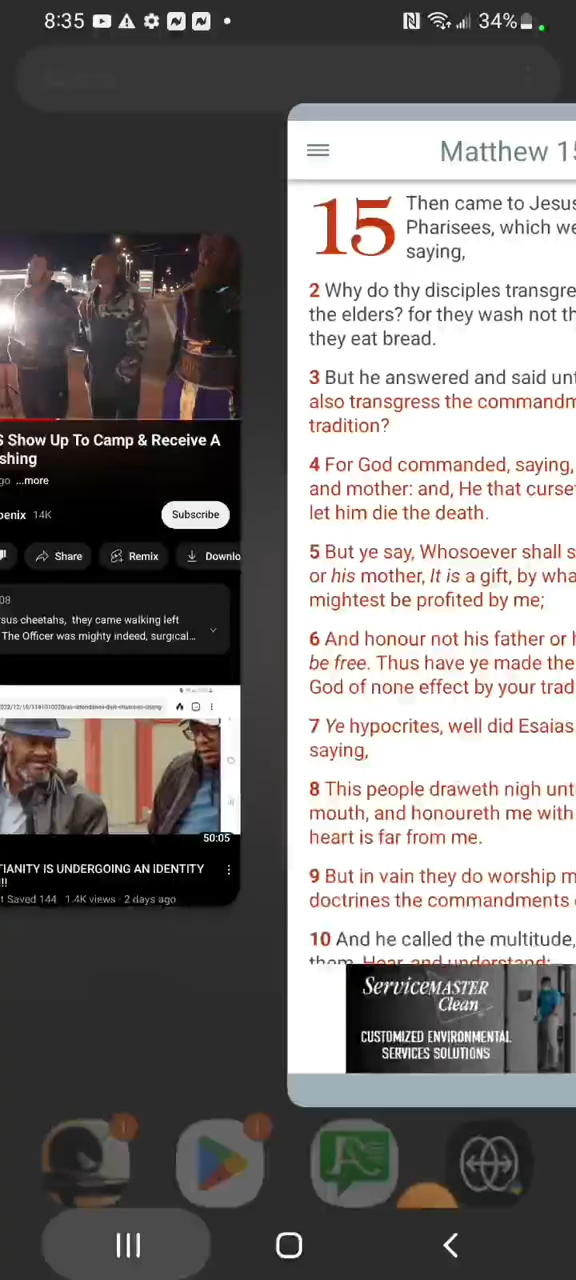 8:35
34%
S Show Up To Camp & Receive A
shing
go ...more
oenix 14K
Subscribe
Share
Remix
Downlo
08
sus cheetahs, they came walking left
The Officer was mighty indeed, surgical...
50:05
TIANITY IS UNDERGOING AN IDENTITY
!!!
t Saved 144 1.4K views · 2 days ago
Matthew 15
15 Then came to Jesus
Pharisees, which we
saying,
2 Why do thy disciples transgre
the elders? for they wash not th
they eat bread.
3 But he answered and said unt
also transgress the commandm
tradition?
4 For God commanded, saying,
and mother: and, He that curse
let him die the death.
5 But ye say, Whosoever shall s
or his mother, It is a gift, by wha
mightest be profited by me;
6 And honour not his father or h
be free. Thus have ye made the
God of none effect by your trad
7 Ye hypocrites, well did Esaias
saying,
8 This people draweth nigh unt
mouth, and honoureth me with
heart is far from me.
9 But in vain they do worship m
doctrines the commandments
10 And he called the multitude,
them, Hear, and understand:
ServiceMASTER
Clean
CUSTOMIZED ENVIRONMENTAL
SERVICES SOLUTIONS